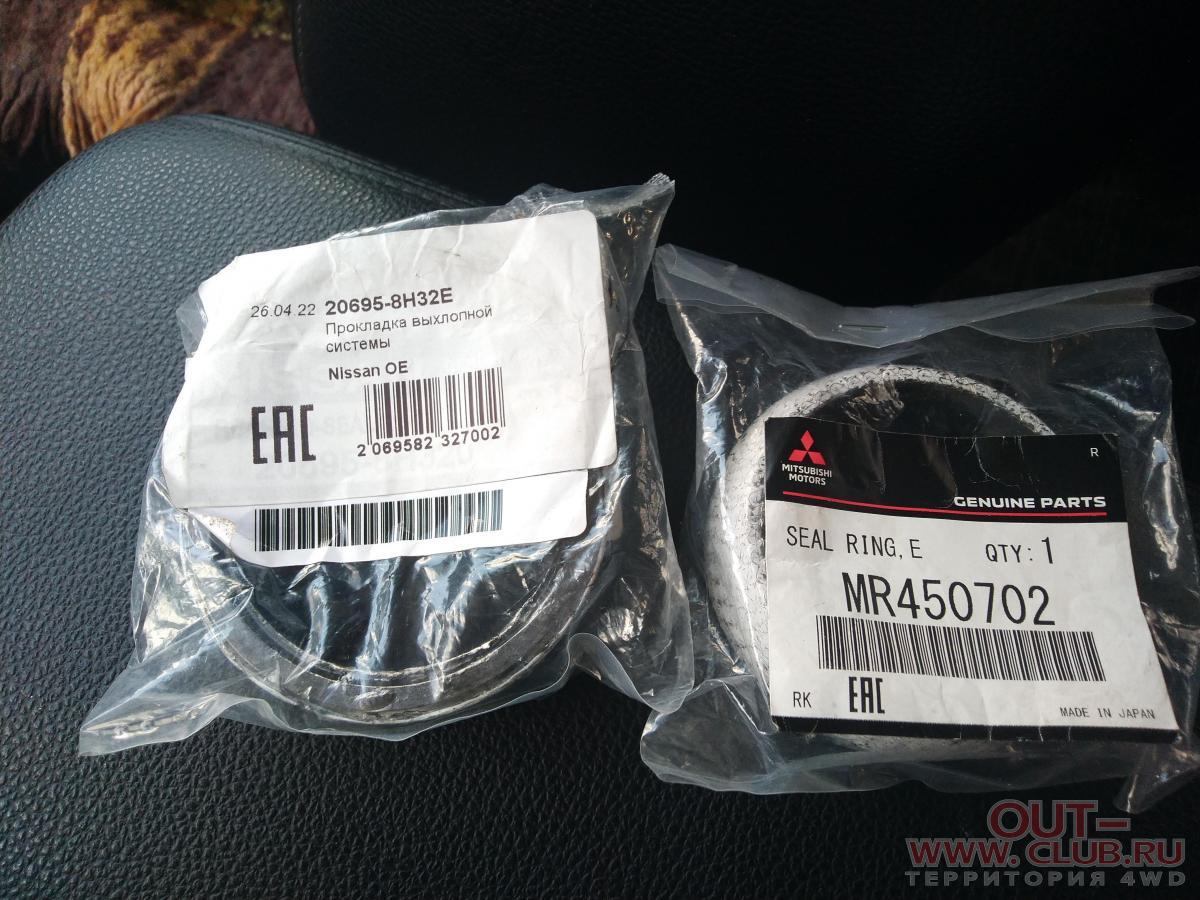 26.04.22 20695-8H32E
Прокладка выхлопной
системы
Nissan OE
EAC
2 069582 327002
MITSUBISHI
MOTORS
R
GENUINE PARTS
SEAL RING, E QTY: 1
MR450702
RK EAC
MADE IN JAPAN
OUT-
WWW.CLUB.RU
ТЕРРИТОРИЯ 4WD